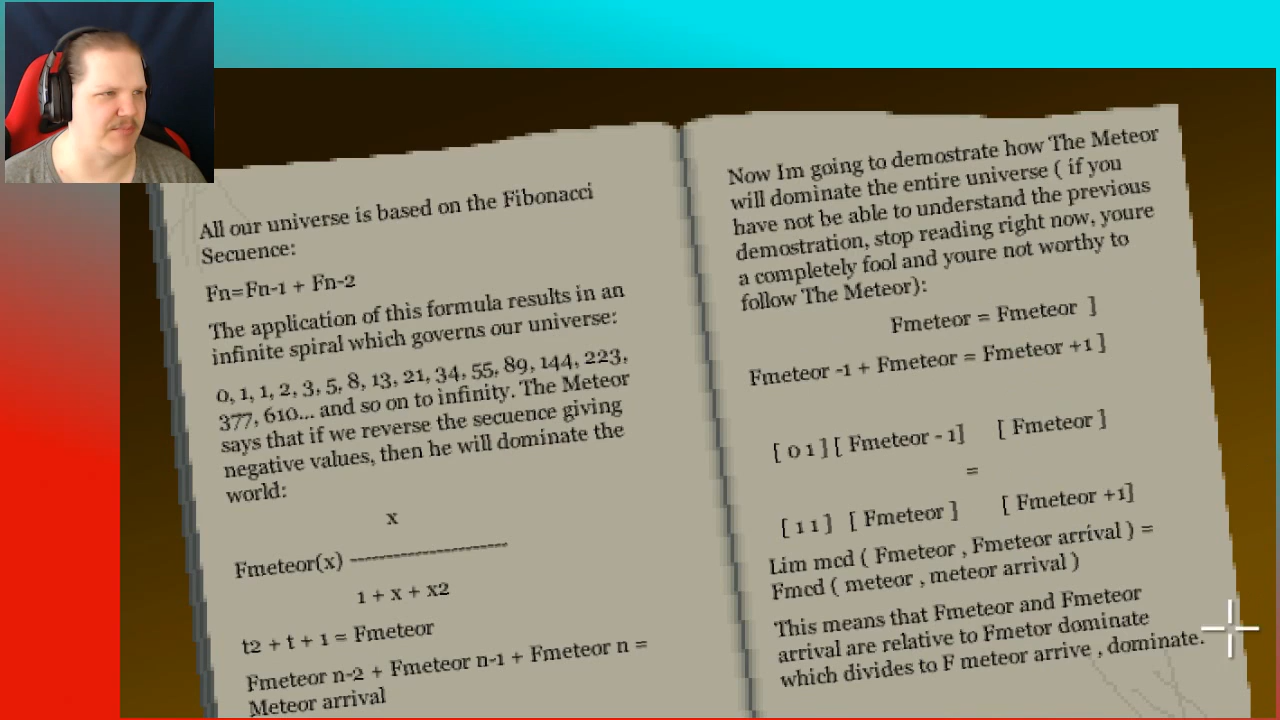 All our universe is based on the Fibonacci
Secuence:
Fn=Fn-1 + Fn-2
The application of this formula results in an
infinite spiral which governs our universe:
0, 1, 1, 2, 3, 5, 8, 13, 21, 34, 55, 89, 144, 223,
377, 610... and so on to infinity. The Meteor
says that if we reverse the secuence giving
negative values, then he will dominate the
world:
x
Fmeteor(x) -----------------------
1 + x + x2
t2 + t + 1 = Fmeteor
Fmeteor n-2 + Fmeteor n-1 + Fmeteor n =
Meteor arrival
Now Im going to demostrate how The Meteor
will dominate the entire universe ( if you
have not be able to understand the previous
demostration, stop reading right now, youre
a completely fool and youre not worthy to
follow The Meteor):
Fmeteor = Fmeteor ]
Fmeteor -1 + Fmeteor = Fmeteor +1 ]
[ 0 1 ] [ Fmeteor - 1] [ Fmeteor ]
=
[ 1 1 ] [ Fmeteor ] [ Fmeteor +1]
Lim mcd ( Fmeteor , Fmeteor arrival ) =
Fmcd ( meteor , meteor arrival )
This means that Fmeteor and Fmeteor
arrival are relative to Fmetor dominate
which divides to F meteor arrive , dominate.